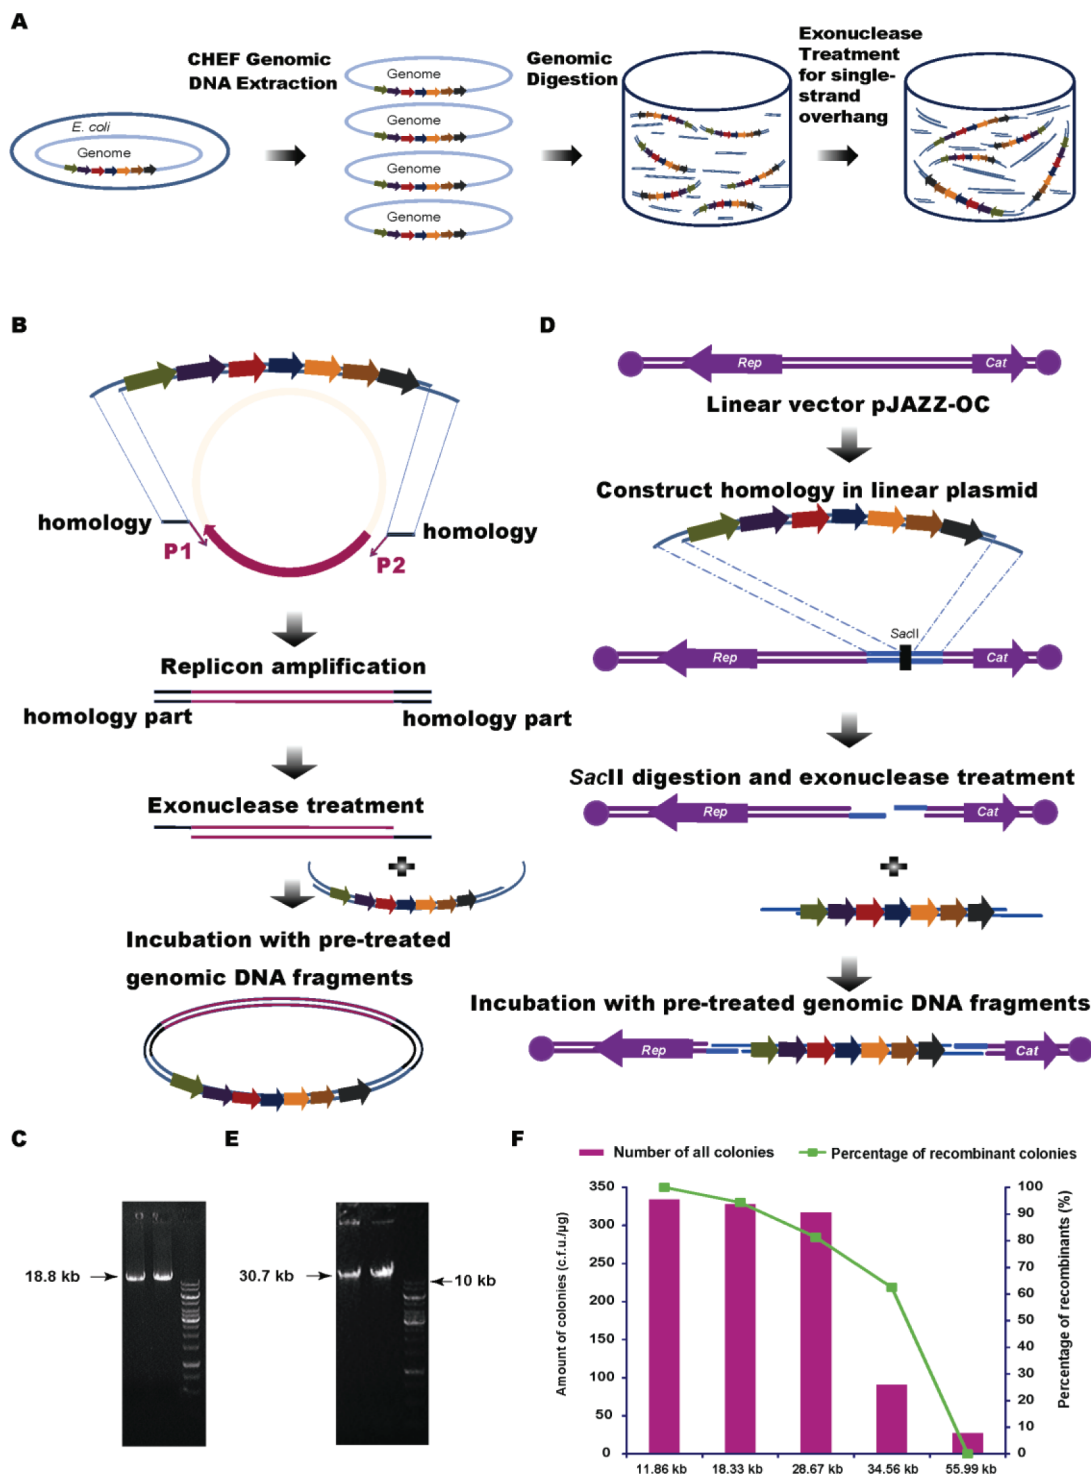 A
CHEF Genomic
DNA Extraction
Genomic
Digestion
Exonuclease
Treatment
for single-
strand
overhang
E. coli
Genome
Genome
Genome
Genome
Genome
B
homology
P1
P2
homology
Replicon amplification
homology part
homology part
Exonuclease treatment
Incubation with pre-treated
genomic DNA fragments
D
Rep
Cat
Linear vector pJAZZ-OC
Construct homology in linear plasmid
SacII
Rep
Cat
SacII digestion and exonuclease treatment
Rep
Cat
Incubation with pre-treated genomic DNA fragments
Rep
Cat
C
18.8 kb
E
30.7 kb
10 kb
F
Number of all colonies
Percentage of recombinant colonies
Amount of colonies (c.f.u./µg)
350
300
250
200
150
100
50
0
100
90
80
70
60
50
40
30
20
10
0
Percentage of recombinants (%)
11.86 kb
18.33 kb
28.67 kb
34.56 kb
55.99 kb